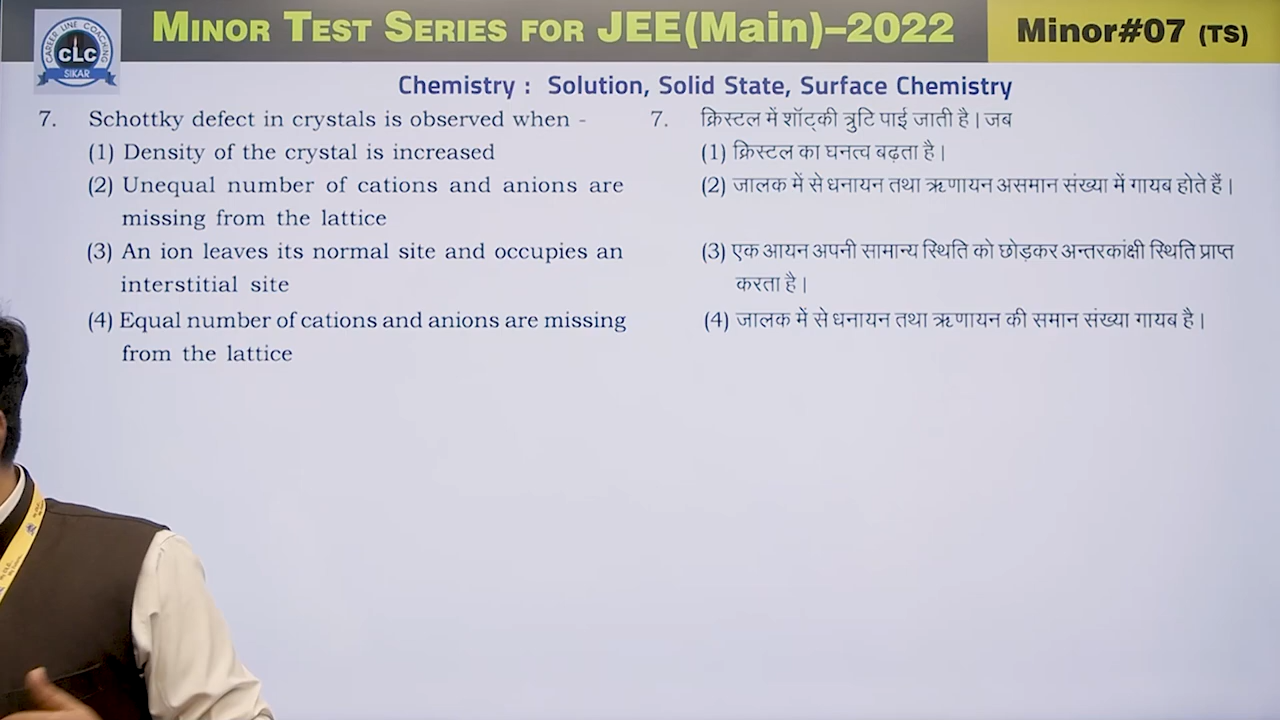 MINOR TEST SERIES FOR JEE(MAIN)–2022
Minor#07 (TS)
CAREER LINE COACHING
CLC
SIKAR
Chemistry : Solution, Solid State, Surface Chemistry
7. Schottky defect in crystals is observed when -
(1) Density of the crystal is increased
(2) Unequal number of cations and anions are
missing from the lattice
(3) An ion leaves its normal site and occupies an
interstitial site
(4) Equal number of cations and anions are missing
from the lattice
7. क्रिस्टल में शॉट्की त्रुटि पाई जाती है। जब
(1) क्रिस्टल का घनत्व बढ़ता है।
(2) जालक में से धनायन तथा ऋणायन असमान संख्या में गायब होते हैं।
(3) एक आयन अपनी सामान्य स्थिति को छोड़कर अन्तरकांक्षी स्थिति प्राप्त
करता है।
(4) जालक में से धनायन तथा ऋणायन की समान संख्या गायब है।